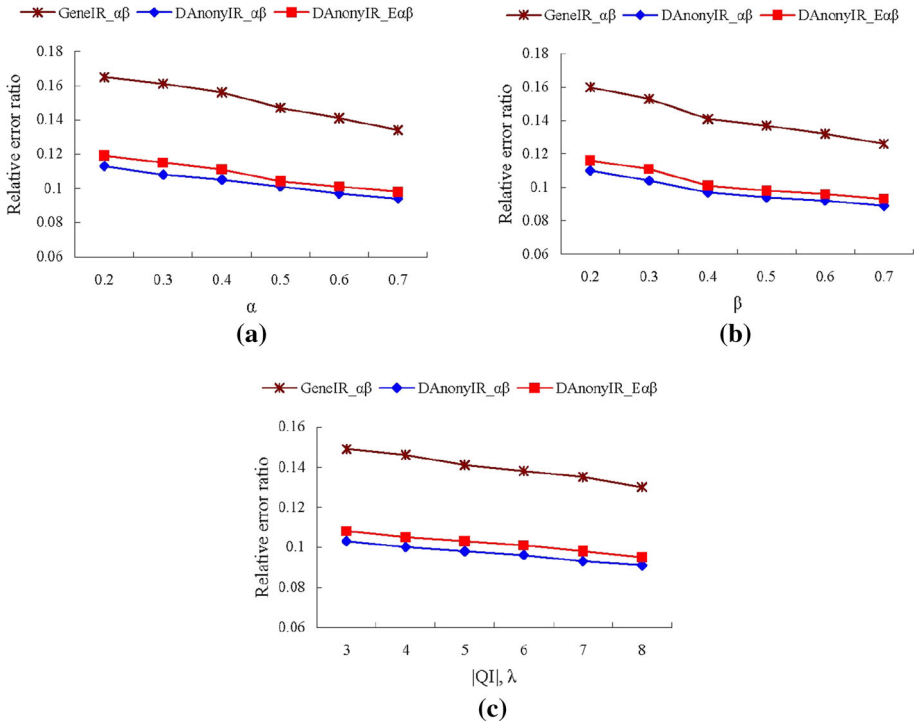 GeneIR_αβ DAnonyIR_αβ DAnonyIR_Eαβ
Relative error ratio
0.18
0.16
0.14
0.12
0.1
0.08
0.06
0.2 0.3 0.4 0.5 0.6 0.7
α
(a)
GeneIR_αβ DAnonyIR_αβ DAnonyIR_Eαβ
Relative error ratio
0.18
0.16
0.14
0.12
0.1
0.08
0.06
0.2 0.3 0.4 0.5 0.6 0.7
β
(b)
GeneIR_αβ DAnonyIR_αβ DAnonyIR_Eαβ
Relative error ratio
0.16
0.14
0.12
0.1
0.08
0.06
3 4 5 6 7 8
|QI|, λ
(c)